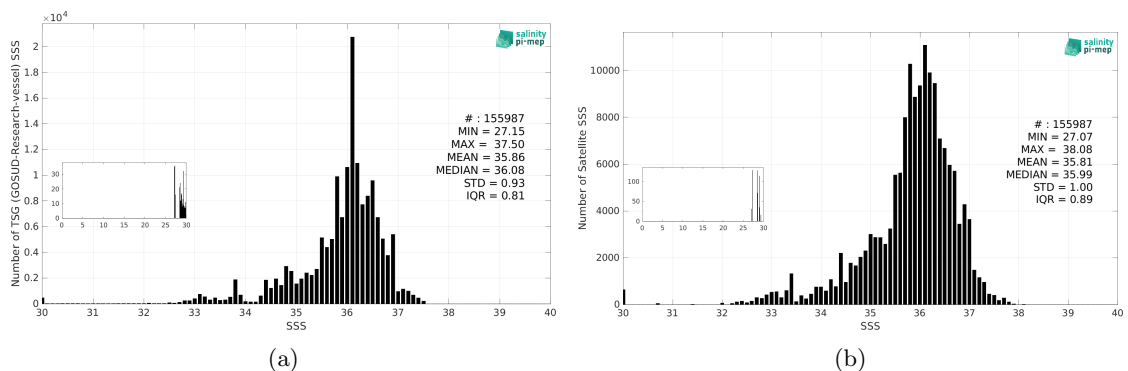 ×10⁴
Number of TSG (GOSUD-Research-vessel) SSS
2
1.8
1.6
1.4
1.2
1
0.8
0.6
0.4
0.2
0
30 31 32 33 34 35 36 37 38 39 40
SSS
salinity
pi-mep
# : 155987
MIN = 27.15
MAX = 37.50
MEAN = 35.86
MEDIAN = 36.08
STD = 0.93
IQR = 0.81
30
20
10
0
0 5 10 15 20 25 30
(a)
Number of Satellite SSS
10000
8000
6000
4000
2000
0
30 31 32 33 34 35 36 37 38 39 40
SSS
salinity
pi-mep
# : 155987
MIN = 27.07
MAX = 38.08
MEAN = 35.81
MEDIAN = 35.99
STD = 1.00
IQR = 0.89
100
50
0
0 5 10 15 20 25 30
(b)